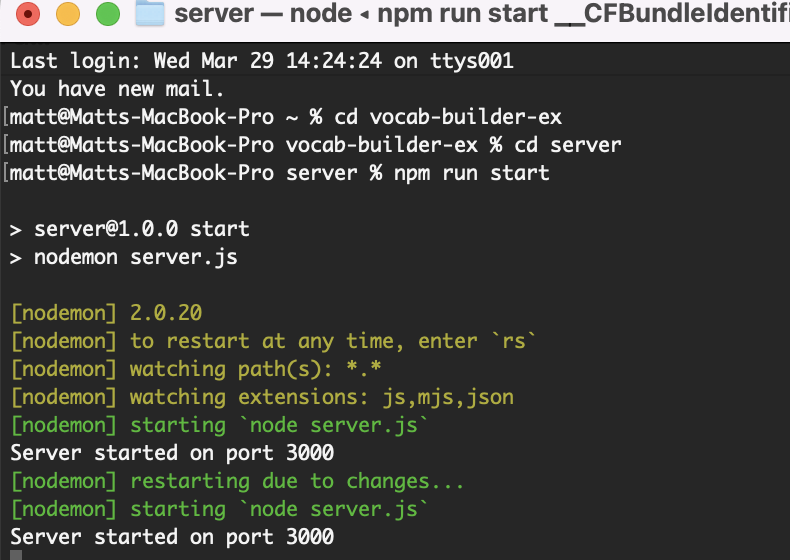 server — node ◂ npm run start __CFBundleIdentifi
Last login: Wed Mar 29 14:24:24 on ttys001
You have new mail.
[matt@Matts-MacBook-Pro ~ % cd vocab-builder-ex
[matt@Matts-MacBook-Pro vocab-builder-ex % cd server
[matt@Matts-MacBook-Pro server % npm run start
> server@1.0.0 start
> nodemon server.js
[nodemon] 2.0.20
[nodemon] to restart at any time, enter `rs`
[nodemon] watching path(s): *.*
[nodemon] watching extensions: js,mjs,json
[nodemon] starting `node server.js`
Server started on port 3000
[nodemon] restarting due to changes...
[nodemon] starting `node server.js`
Server started on port 3000